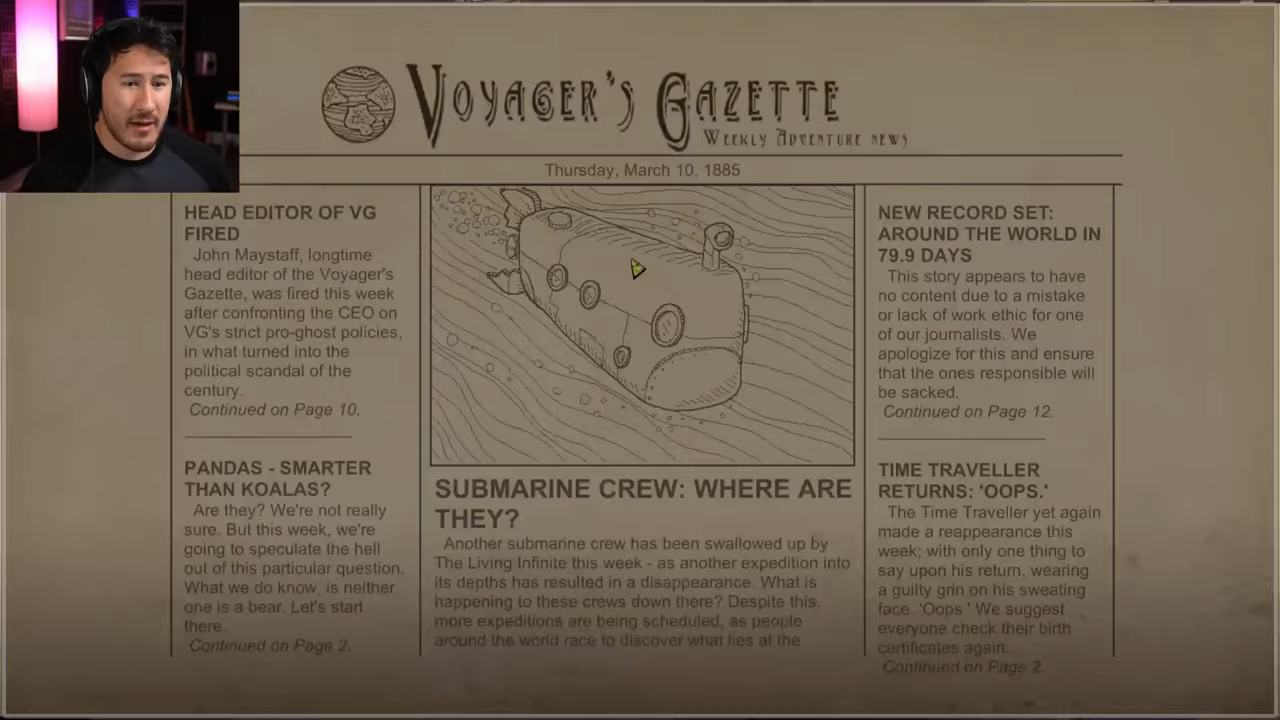 VOYAGER'S GAZETTE
WEEKLY ADVENTURE NEWS
Thursday, March 10, 1885
HEAD EDITOR OF VG
FIRED
John Maystaff, longtime
head editor of the Voyager's
Gazette, was fired this week
after confronting the CEO on
VG's strict pro-ghost policies,
in what turned into the
political scandal of the
century.
Continued on Page 10.
PANDAS - SMARTER
THAN KOALAS?
Are they? We're not really
sure. But this week, we're
going to speculate the hell
out of this particular question.
What we do know, is neither
one is a bear. Let's start
there.
Continued on Page 2.
SUBMARINE CREW: WHERE ARE
THEY?
Another submarine crew has been swallowed up by
The Living Infinite this week - as another expedition into
its depths has resulted in a disappearance. What is
happening to these crews down there? Despite this,
more expeditions are being scheduled, as people
around the world race to discover what lies at the
NEW RECORD SET:
AROUND THE WORLD IN
79.9 DAYS
This story appears to have
no content due to a mistake
or lack of work ethic for one
of our journalists. We
apologize for this and ensure
that the ones responsible will
be sacked.
Continued on Page 12.
TIME TRAVELLER
RETURNS: 'OOPS.'
The Time Traveller yet again
made a reappearance this
week; with only one thing to
say upon his return, wearing
a guilty grin on his sweating
face. 'Oops.' We suggest
everyone check their birth
certificates again.
Continued on Page 2.